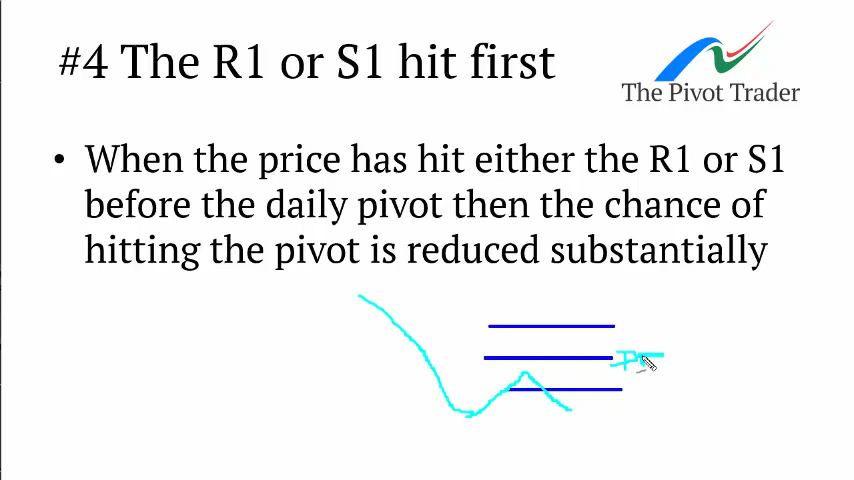 #4 The R1 or S1 hit first
The Pivot Trader
• When the price has hit either the R1 or S1
before the daily pivot then the chance of
hitting the pivot is reduced substantially